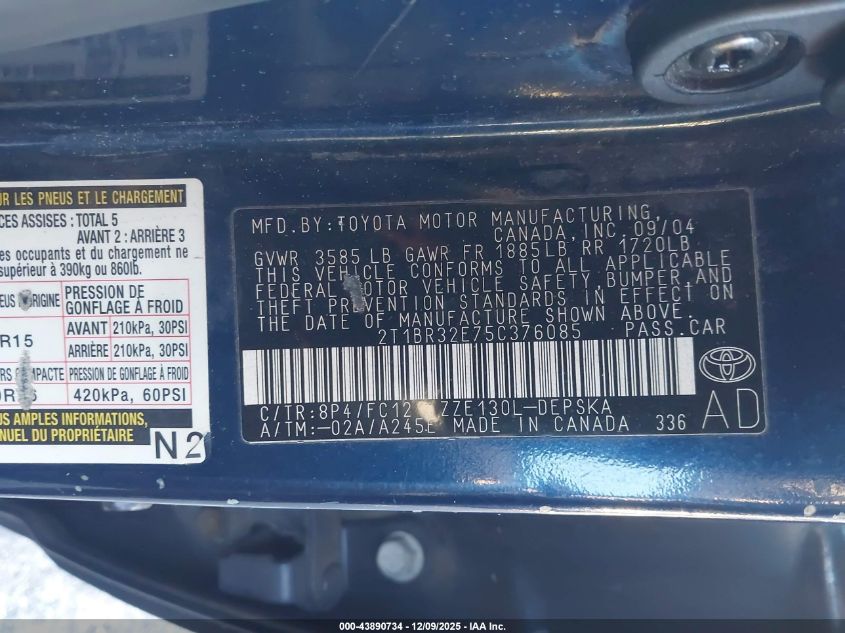 UR LES PNEUS ET LE CHARGEMENT
CES ASSISES : TOTAL 5
AVANT 2 : ARRIÈRE 3
es occupants et du chargement ne
supérieur à 390kg ou 860lb.
EUS ORIGINE
PRESSION DE
GONFLAGE À FROID
R15
AVANT 210kPa, 30PSI
ARRIÈRE 210kPa, 30PSI
COMPACTE PRESSION DE GONFLAGE À FROID
420kPa, 60PSI
US AMPLES INFORMATIONS,
NUEL DU PROPRIÉTAIRE
N2
MFD. BY: TOYOTA MOTOR MANUFACTURING,
CANADA, INC. 09/04
GVWR 3585 LB GAWR FR 1885LB RR 1720LB
THIS VEHICLE CONFORMS TO ALL APPLICABLE
FEDERAL MOTOR VEHICLE SAFETY, BUMPER, AND
THEFT PREVENTION STANDARDS IN EFFECT ON
THE DATE OF MANUFACTURE SHOWN ABOVE.
2T1BR32E75C376085 PASS. CAR
C/TR: 8P4/FC12 ZZE130L-DEPSKA
A/TM: -02A/A245E MADE IN CANADA 336
AD
000-43890734 - 12/09/2025 - IAA Inc.